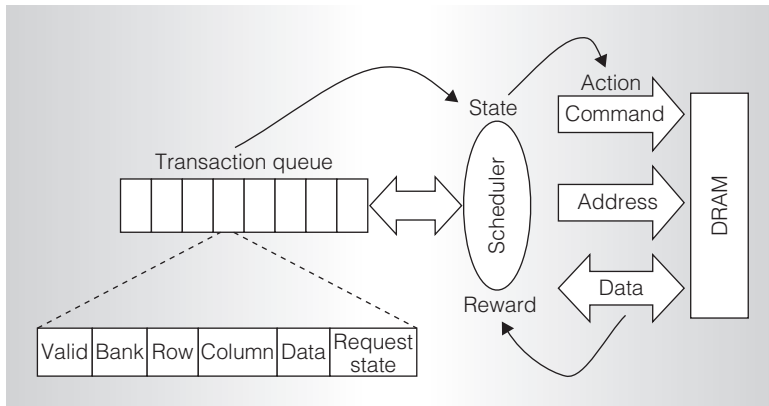 Action
State
Command
Transaction queue
Scheduler
Address
DRAM
Data
Reward
Valid
Bank
Row
Column
Data
Request
state